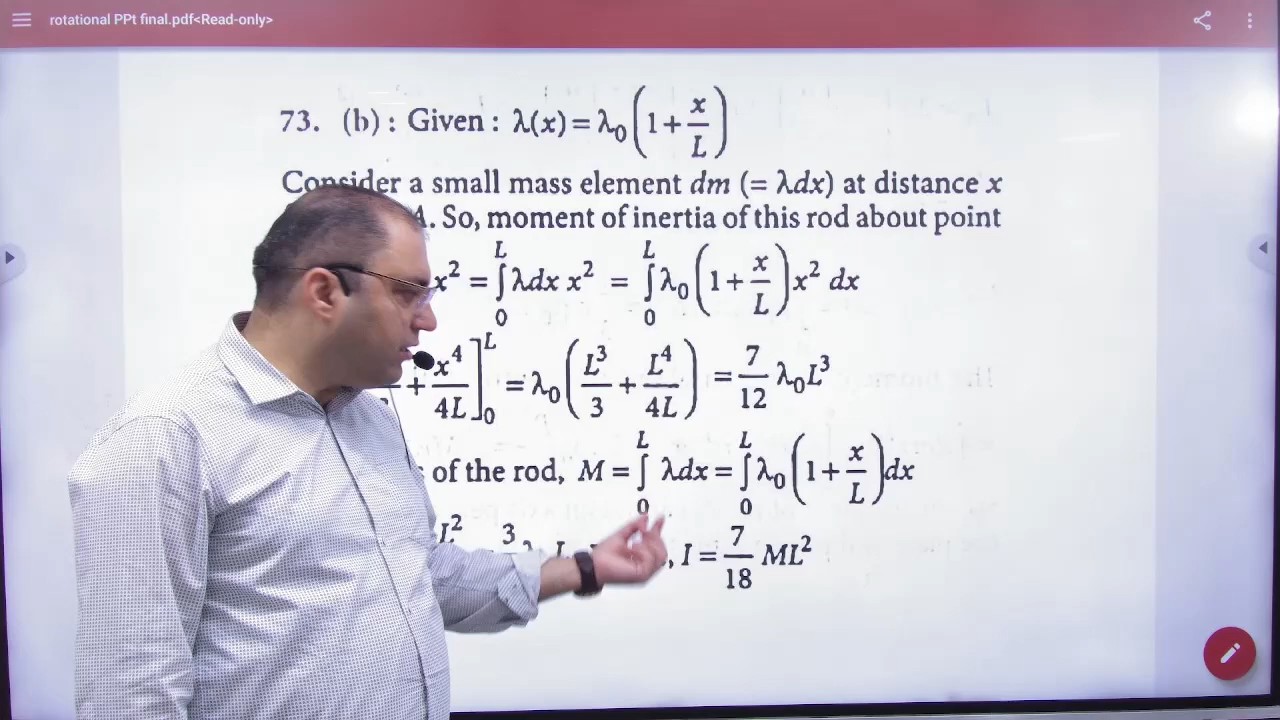 rotational PPt final.pdf<Read-only>
73. (b) : Given : λ(x) = λ₀(1 + x/L)
Consider a small mass element dm (= λdx) at distance x
A. So, moment of inertia of this rod about point
x² = ∫₀ᴸ λdx x² = ∫₀ᴸ λ₀(1 + x/L)x² dx
+ x⁴/4L]₀ᴸ = λ₀(L³/3 + L⁴/4L) = 7/12 λ₀L³
of the rod, M = ∫₀ᴸ λdx = ∫₀ᴸ λ₀(1 + x/L)dx
L² 3 , I = 7/18 ML²